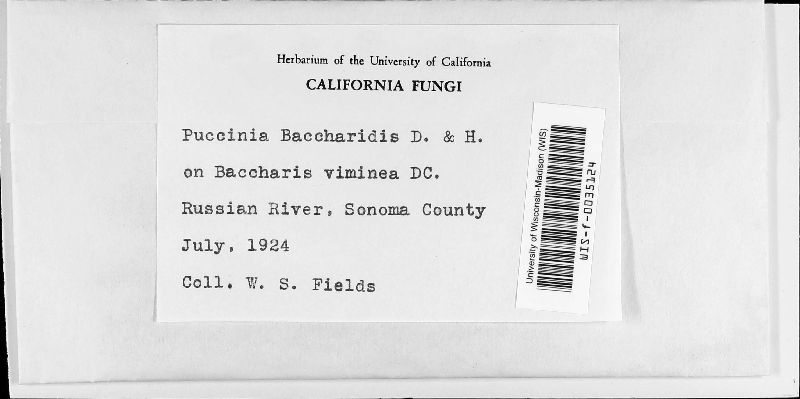 Herbarium of the University of California
CALIFORNIA FUNGI
Puccinia Baccharidis D. & H.
on Baccharis viminea DC.
Russian River, Sonoma County
July, 1924
Coll. W. S. Fields
University of Wisconsin-Madison (WIS)
WIS-f-0035124